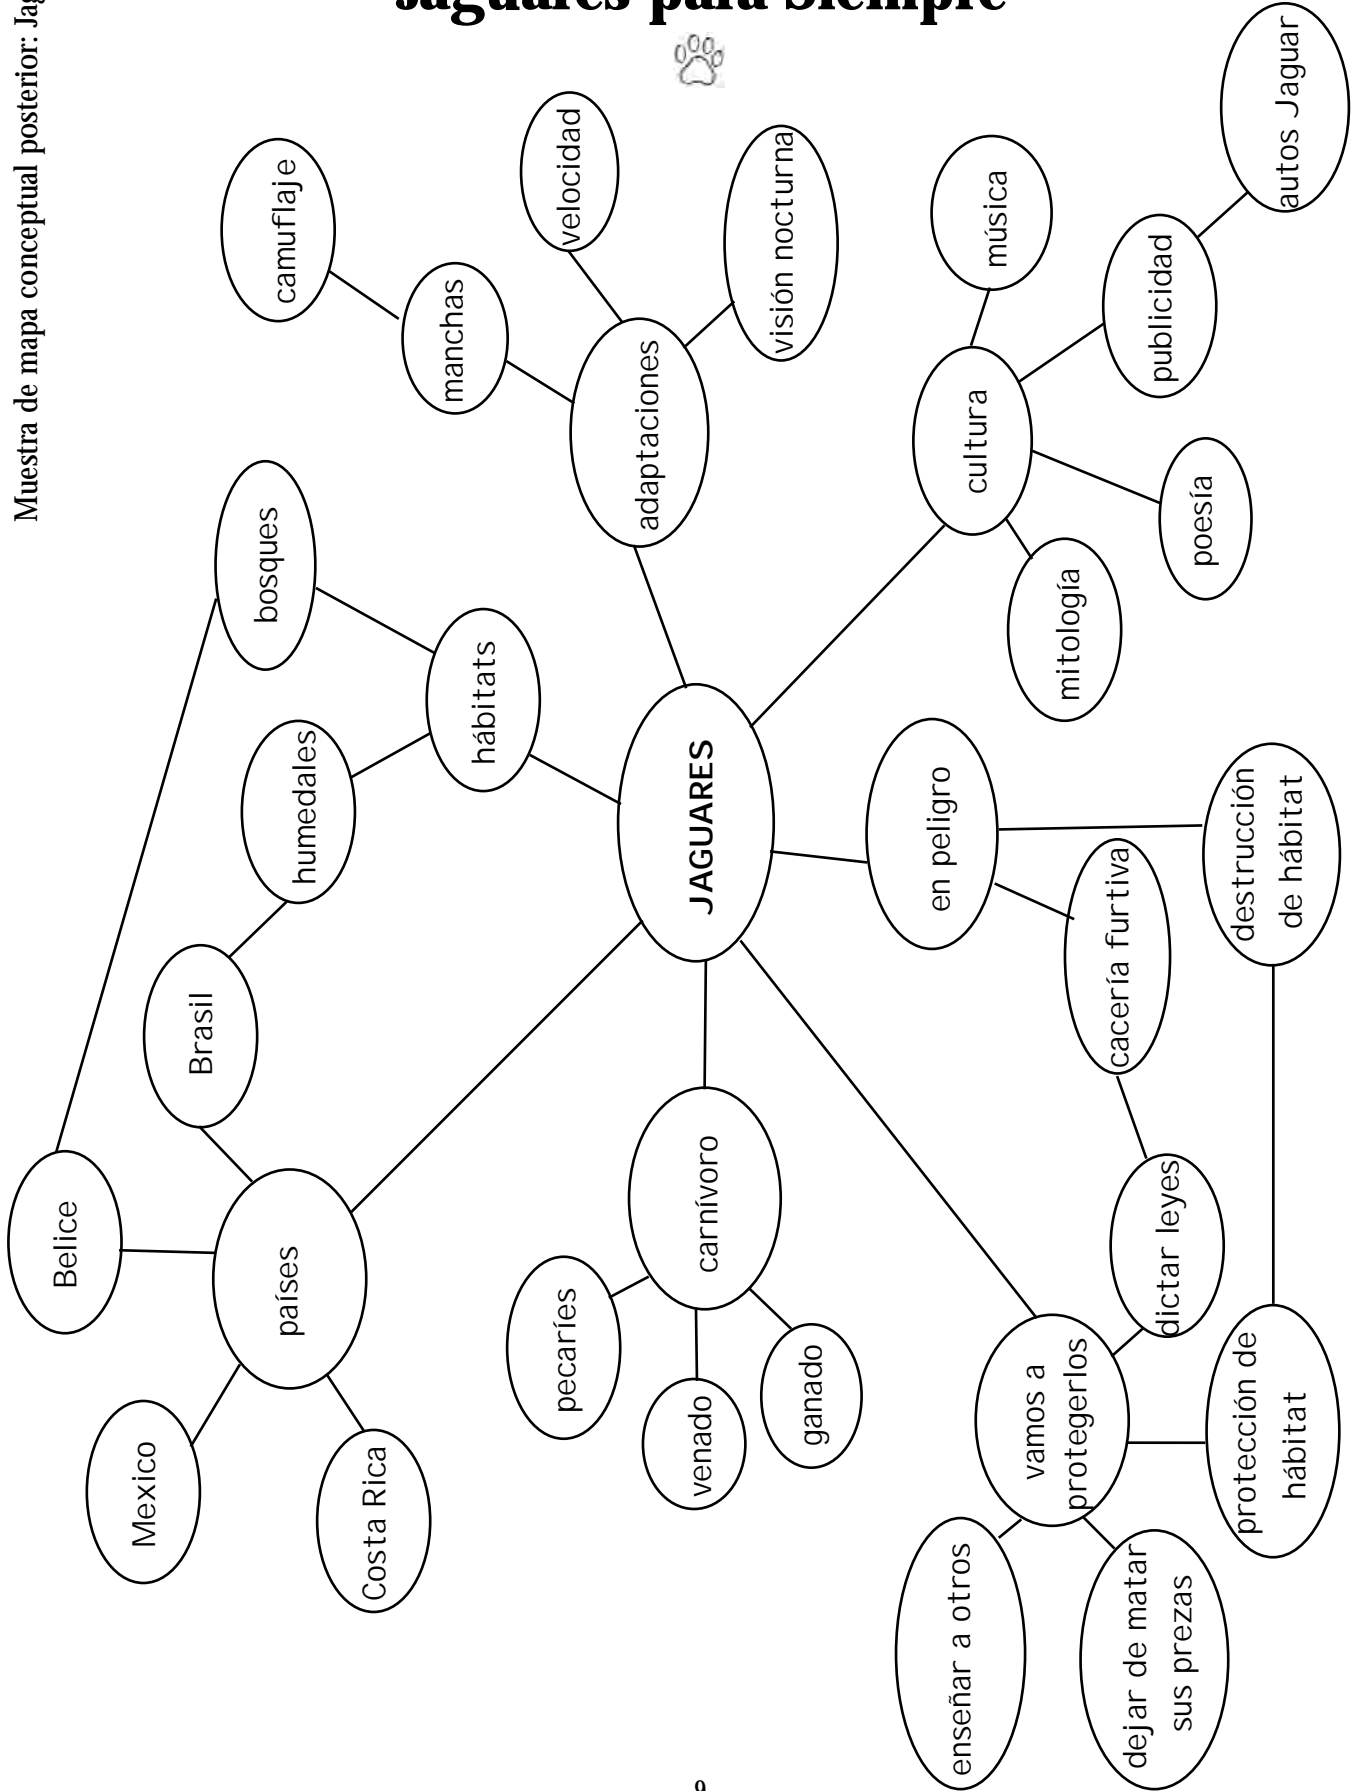 Jaguares para Siempre
Muestra de mapa conceptual posterior:
Mexico
Belice
Brasil
humedales
bosques
camuflaje
Costa Rica
países
hábitats
manchas
velocidad
pecaríes
adaptaciones
visión nocturna
venado
carnívoro
JAGUARES
ganado
enseñar a otros
vamos a
protegerlos
en peligro
cultura
música
dejar de matar
sus prezas
dictar leyes
cacería furtiva
mitología
poesía
publicidad
protección de
hábitat
destrucción
de hábitat
autos Jaguar
9